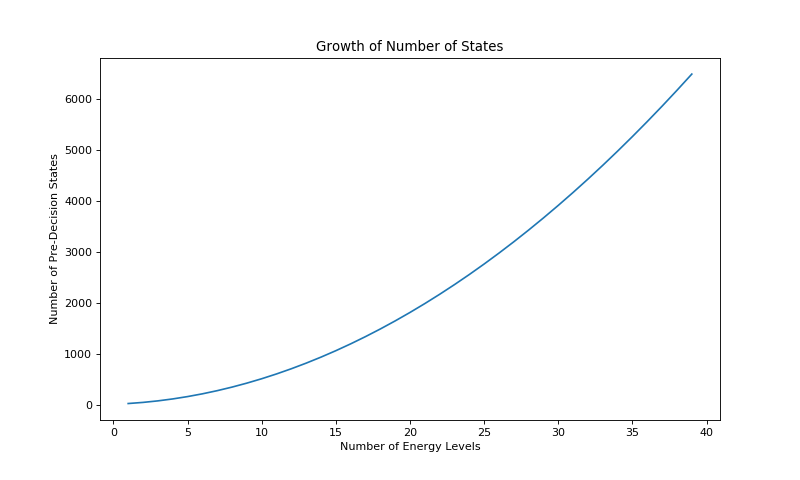 Growth of Number of States
Number of Pre-Decision States
6000
5000
4000
3000
2000
1000
0
0 5 10 15 20 25 30 35 40
Number of Energy Levels